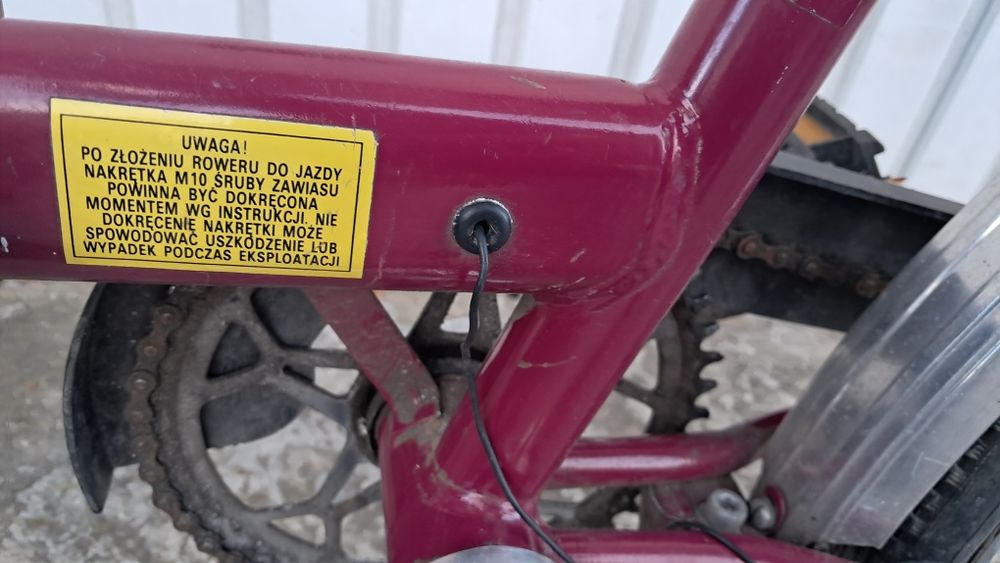 UWAGA!
PO ZŁOŻENIU ROWERU DO JAZDY
NAKRĘTKA M10 ŚRUBY ZAWIASU
POWINNA BYĆ DOKRĘCONA
MOMENTEM WG INSTRUKCJI. NIE
DOKRĘCENIE NAKRĘTKI MOŻE
SPOWODOWAĆ USZKODZENIE LUB
WYPADEK PODCZAS EKSPLOATACJI